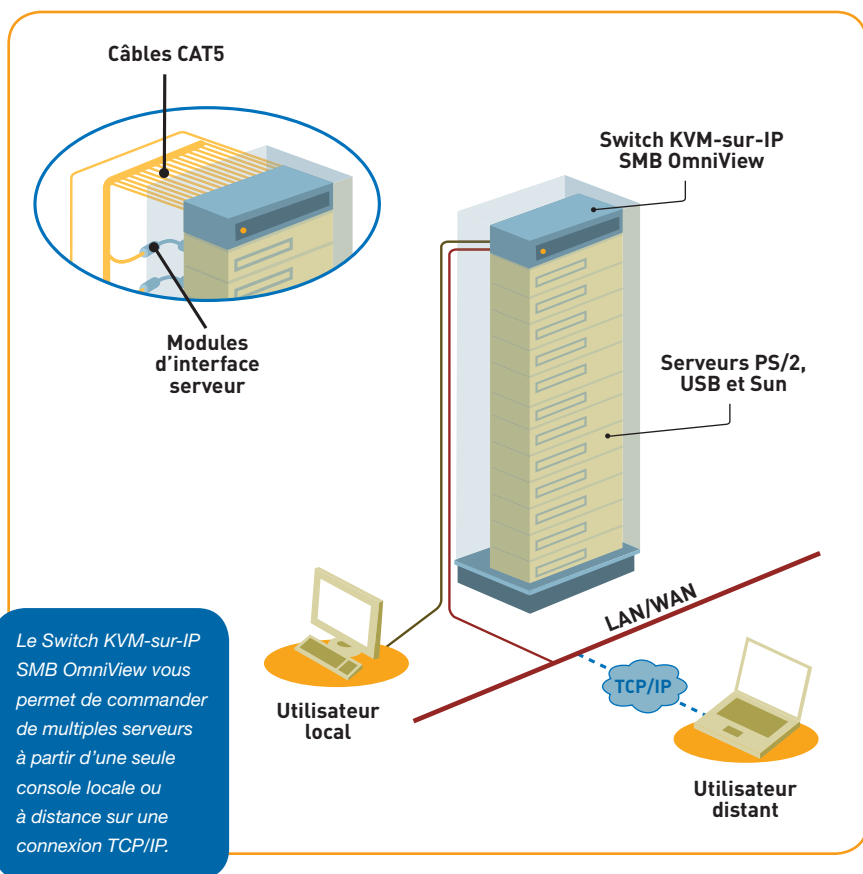 Câbles CAT5
Switch KVM-sur-IP
SMB OmniView
Modules
d’interface
serveur
Serveurs PS/2,
USB et Sun
LAN/WAN
TCP/IP
Utilisateur
local
Utilisateur
distant
Le Switch KVM-sur-IP
SMB OmniView vous
permet de commander
de multiples serveurs
à partir d’une seule
console locale ou
à distance sur une
connexion TCP/IP.